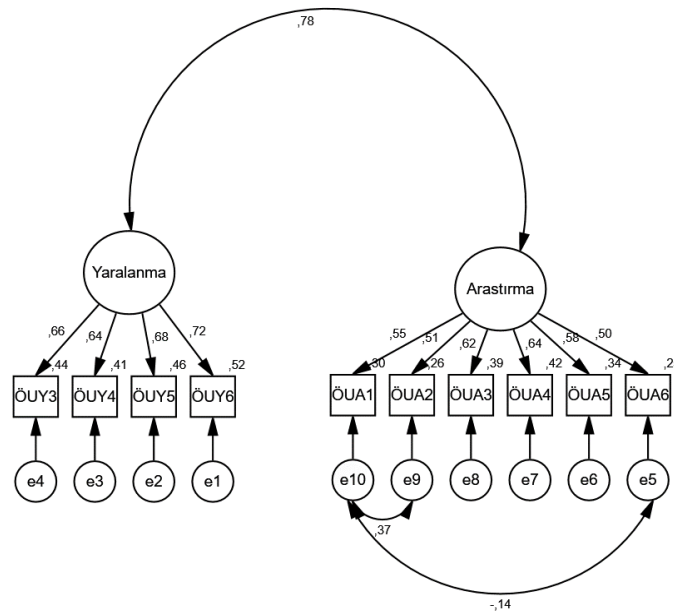 ,78
Yaralanma
Arastırma
,66
,64
,68
,72
,55
,51
,62
,64
,58
,50
,44
,41
,46
,52
,30
,26
,39
,42
,34
,2
ÖUY3
ÖUY4
ÖUY5
ÖUY6
ÖUA1
ÖUA2
ÖUA3
ÖUA4
ÖUA5
ÖUA6
e4
e3
e2
e1
e10
e9
e8
e7
e6
e5
,37
-,14